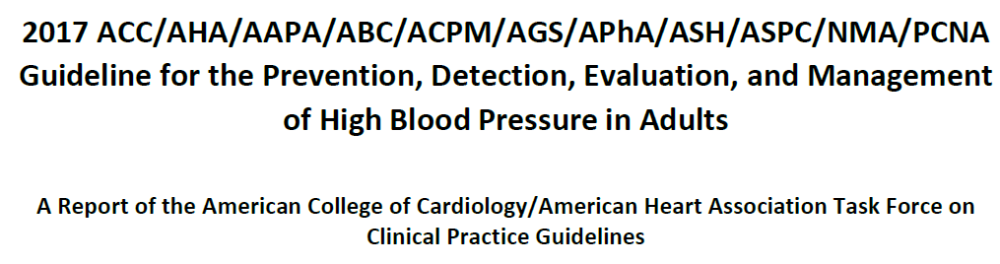 2017 ACC/AHA/AAPA/ABC/ACPM/AGS/APhA/ASH/ASPC/NMA/PCNA
Guideline for the Prevention, Detection, Evaluation, and Management
of High Blood Pressure in Adults
A Report of the American College of Cardiology/American Heart Association Task Force on
Clinical Practice Guidelines